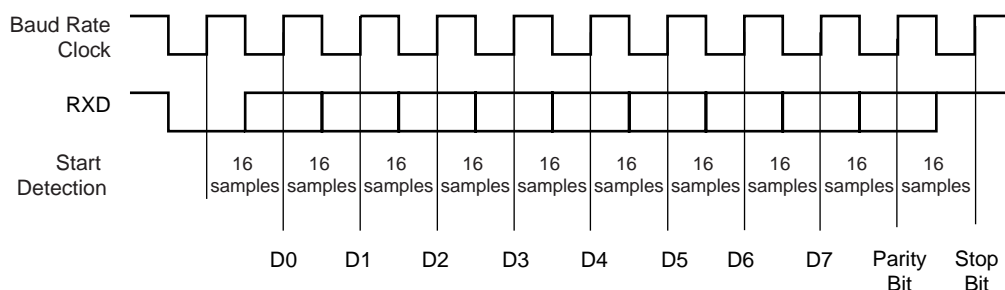 Baud Rate
Clock
RXD
Start
Detection
16
samples
16
samples
16
samples
16
samples
16
samples
16
samples
16
samples
16
samples
16
samples
16
samples
D0
D1
D2
D3
D4
D5
D6
D7
Parity
Bit
Stop
Bit